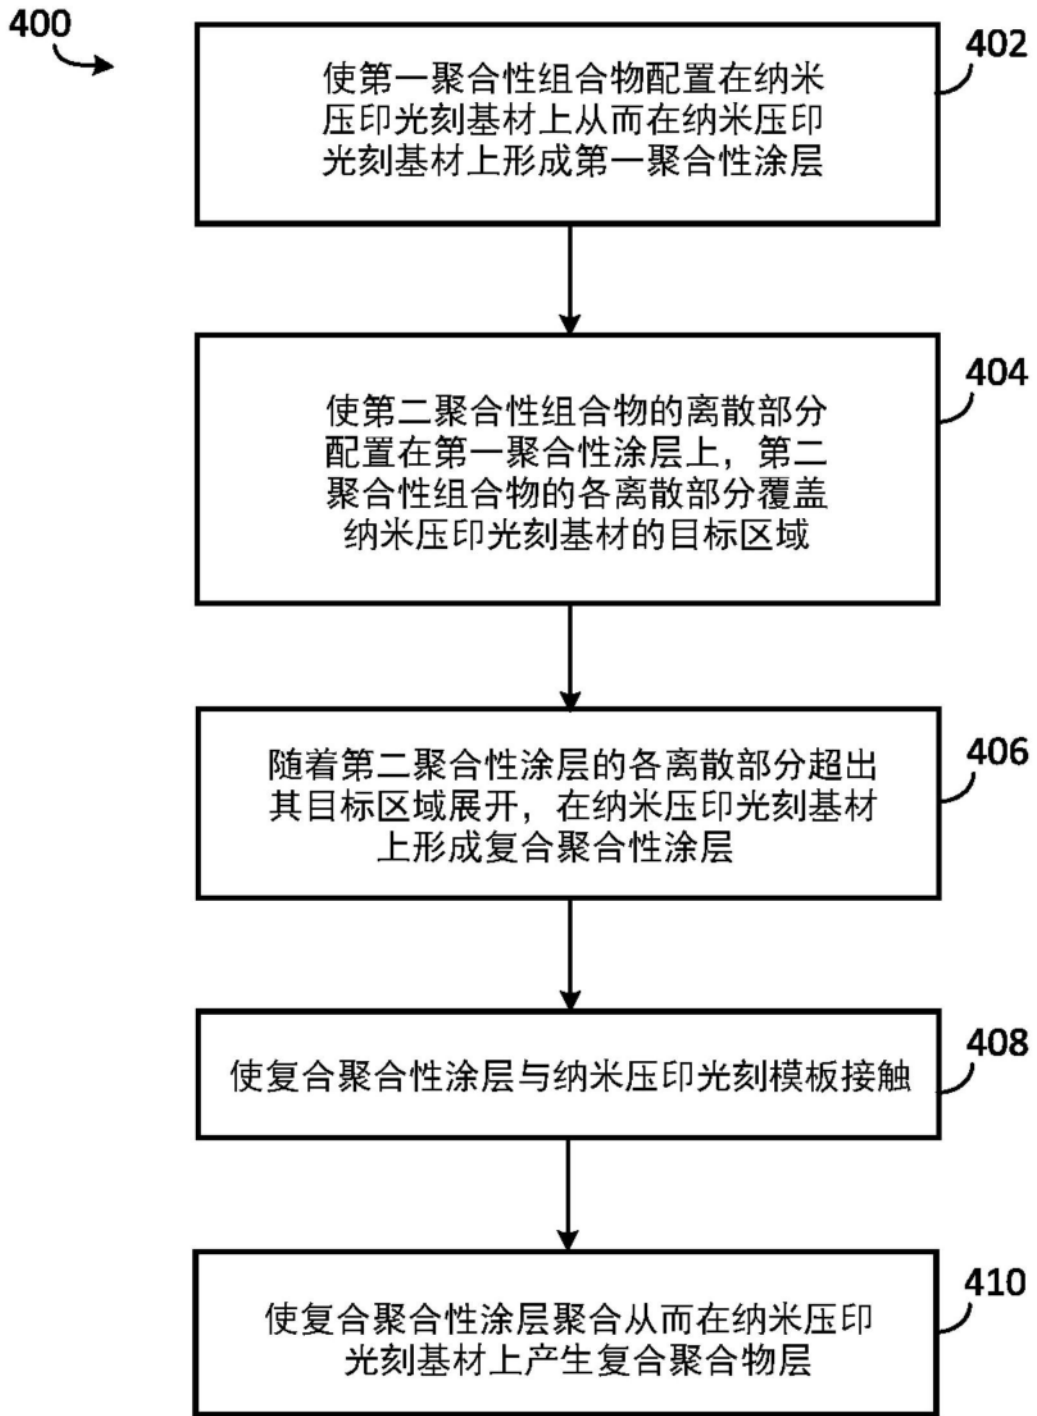 400
402
使第一聚合性组合物配置在纳米
压印光刻基材上从而在纳米压印
光刻基材上形成第一聚合性涂层
404
使第二聚合性组合物的离散部分
配置在第一聚合性涂层上，第二
聚合性组合物的各离散部分覆盖
纳米压印光刻基材的目标区域
406
随着第二聚合性涂层的各离散部分超出
其目标区域展开，在纳米压印光刻基材
上形成复合聚合性涂层
408
使复合聚合性涂层与纳米压印光刻模板接触
410
使复合聚合性涂层聚合从而在纳米压印
光刻基材上产生复合聚合物层